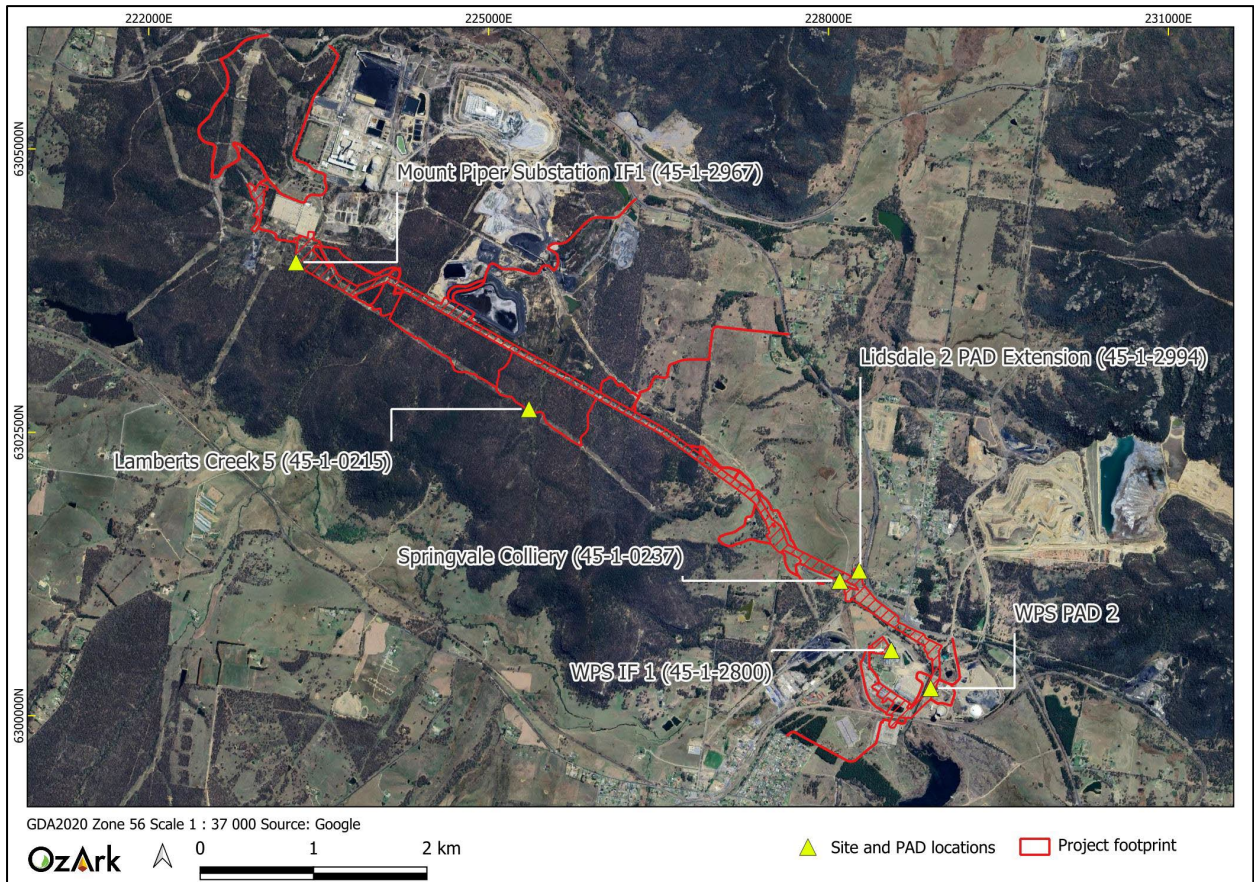 222000E
225000E
228000E
231000E
6305000N
Mount Piper Substation IF1 (45-1-2967)
Lidsdale 2 PAD Extension (45-1-2994)
6302500N
Lamberts Creek 5 (45-1-0215)
Springvale Colliery (45-1-0237)
WPS PAD 2
WPS IF 1 (45-1-2800)
6300000N
GDA2020 Zone 56 Scale 1 : 37 000 Source: Google
OzArk
0 1 2 km
Site and PAD locations
Project footprint